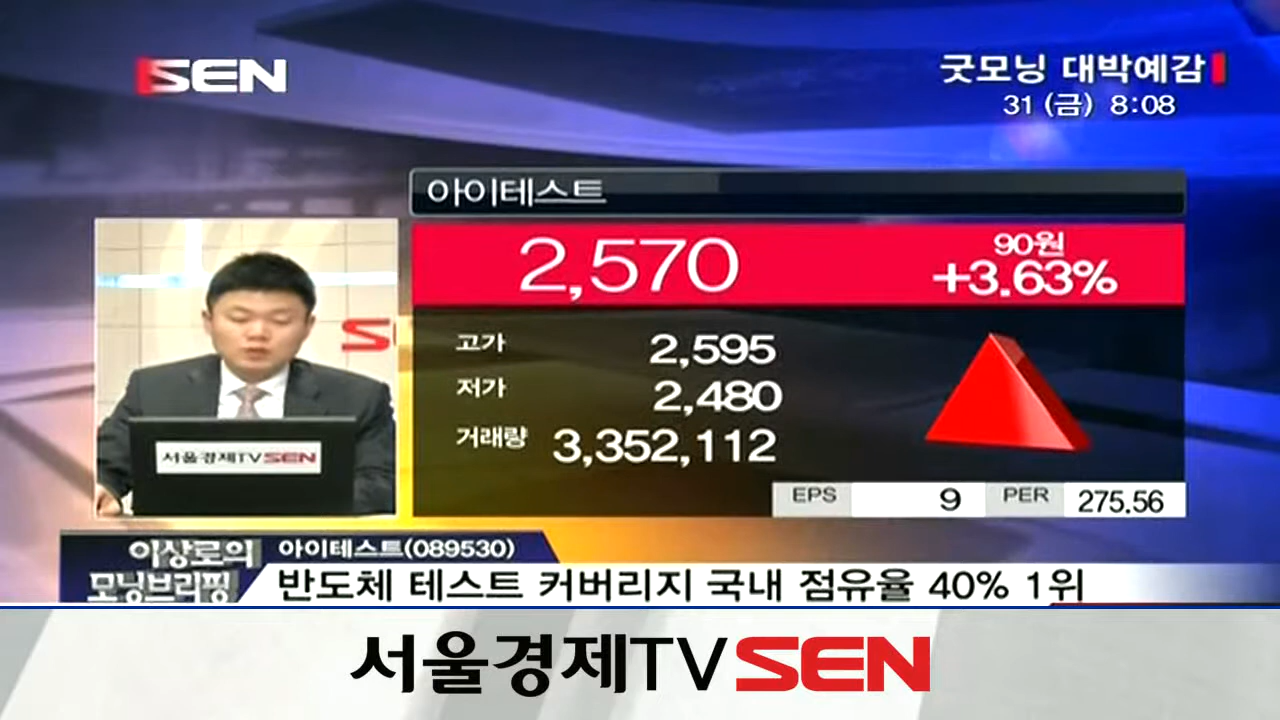 SEN
굿모닝 대박예감
31 (금) 8:08
아이테스트
2,570
90원
+3.63%
고가 2,595
저가 2,480
거래량 3,352,112
EPS 9 PER 275.56
SEN
서울경제TV SEN
이상로의
모닝브리핑
아이테스트(089530)
반도체 테스트 커버리지 국내 점유율 40% 1위
서울경제TV SEN